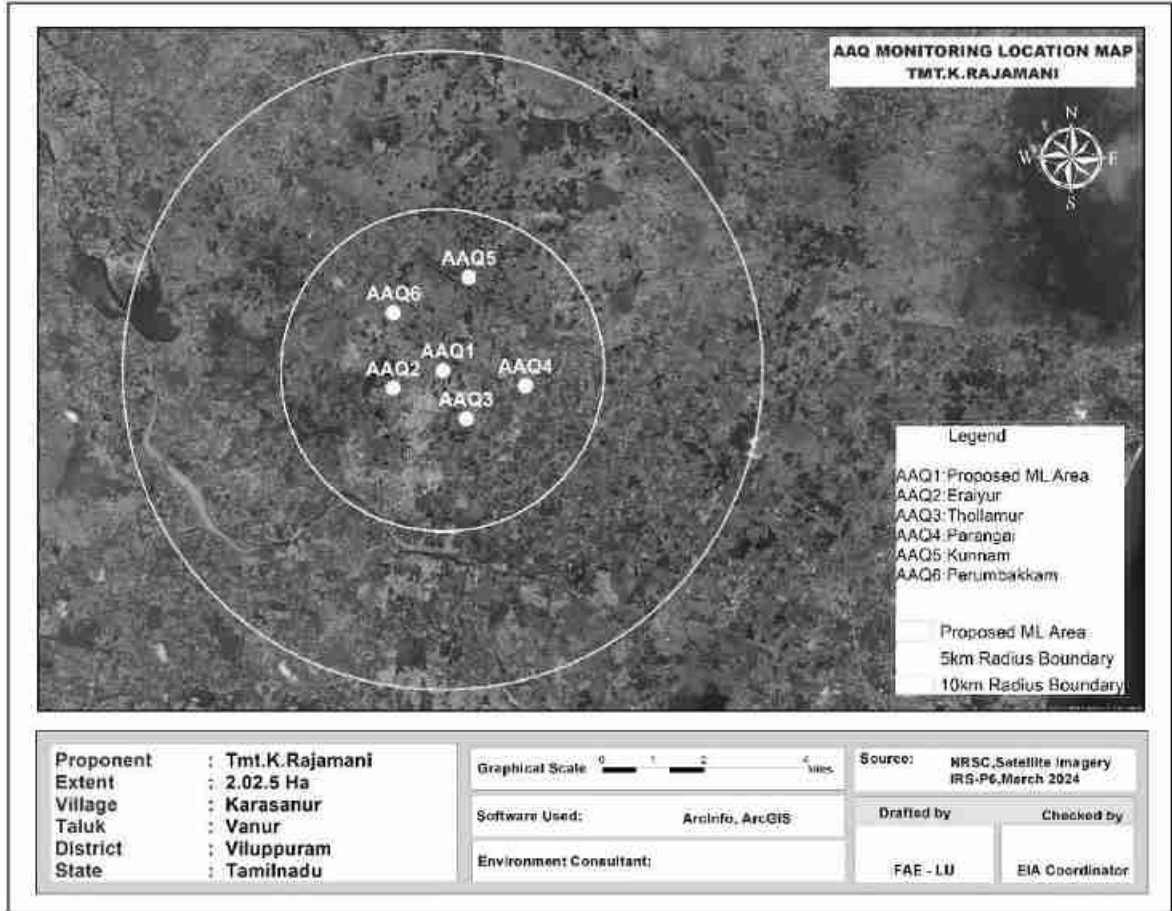 AAQ MONITORING LOCATION MAP
TMT.K.RAJAMANI
N
W E
S
AAQ5
AAQ6
AAQ1
AAQ2 AAQ4
AAQ3
Legend
AAQ1:Proposed ML Area
AAQ2:Eraiyur
AAQ3:Thollamur
AAQ4:Parangai
AAQ5:Kunnam
AAQ6:Perumbakkam
Proposed ML Area
5km Radius Boundary
10km Radius Boundary
Proponent : Tmt.K.Rajamani
Extent : 2.02.5 Ha
Village : Karasanur
Taluk : Vanur
District : Viluppuram
State : Tamilnadu
Graphical Scale 0 1 2 4 Miles
Software Used: ArcInfo, ArcGIS
Environment Consultant:
Source: NRSC,Satellite Imagery
IRS-P6,March 2024
Drafted by Checked by
FAE - LU EIA Coordinator